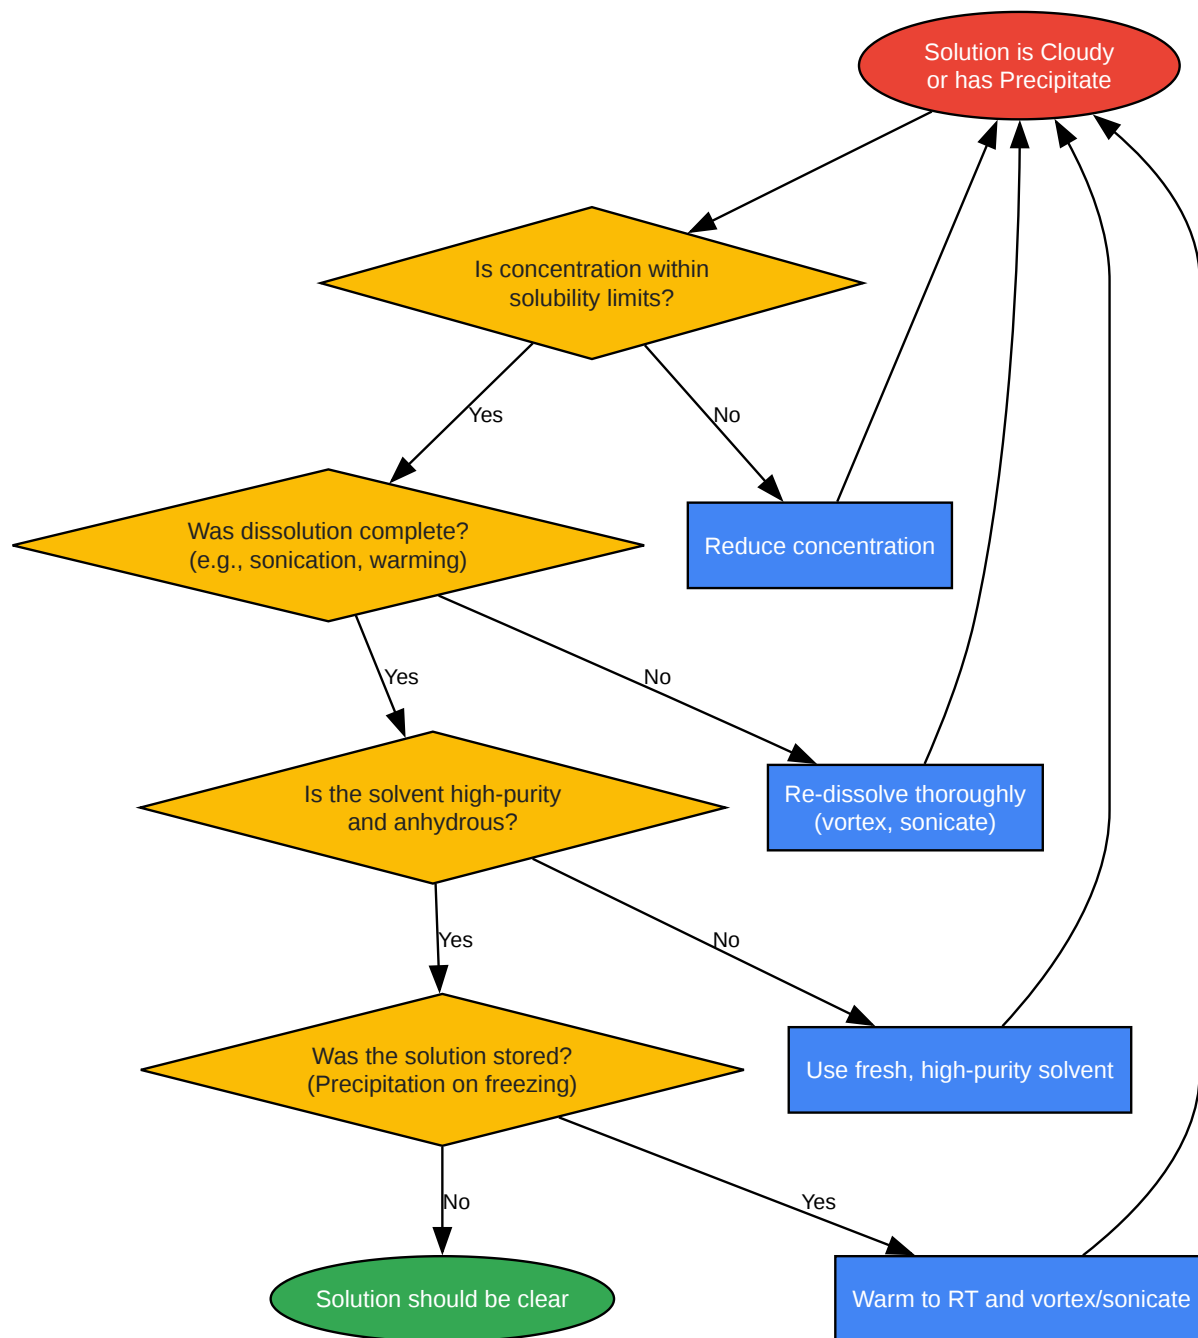 Solution is Cloudy
or has Precipitate
Is concentration within
solubility limits?
Yes
No
Was dissolution complete?
(e.g., sonication, warming)
Reduce concentration
Yes
No
Is the solvent high-purity
and anhydrous?
Re-dissolve thoroughly
(vortex, sonicate)
Yes
No
Was the solution stored?
(Precipitation on freezing)
Use fresh, high-purity solvent
No
Yes
Solution should be clear
Warm to RT and vortex/sonicate